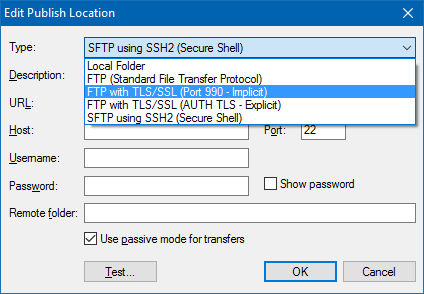 Edit Publish Location
Type: SFTP using SSH2 (Secure Shell)
Local Folder
Description: FTP (Standard File Transfer Protocol)
FTP with TLS/SSL (Port 990 - Implicit)
URL: FTP with TLS/SSL (AUTH TLS - Explicit)
SFTP using SSH2 (Secure Shell)
Host: Port: 22
Username:
Password: Show password
Remote folder:
Use passive mode for transfers
Test... OK Cancel